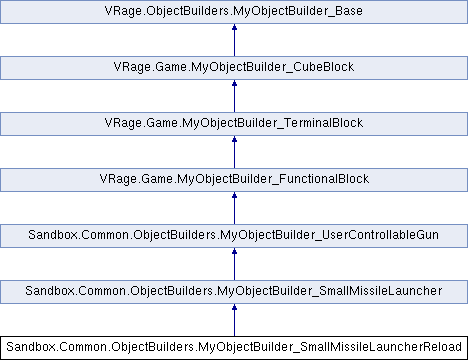 VRage.ObjectBuilders.MyObjectBuilder_Base
VRage.Game.MyObjectBuilder_CubeBlock
VRage.Game.MyObjectBuilder_TerminalBlock
VRage.Game.MyObjectBuilder_FunctionalBlock
Sandbox.Common.ObjectBuilders.MyObjectBuilder_UserControllableGun
Sandbox.Common.ObjectBuilders.MyObjectBuilder_SmallMissileLauncher
Sandbox.Common.ObjectBuilders.MyObjectBuilder_SmallMissileLauncherReload